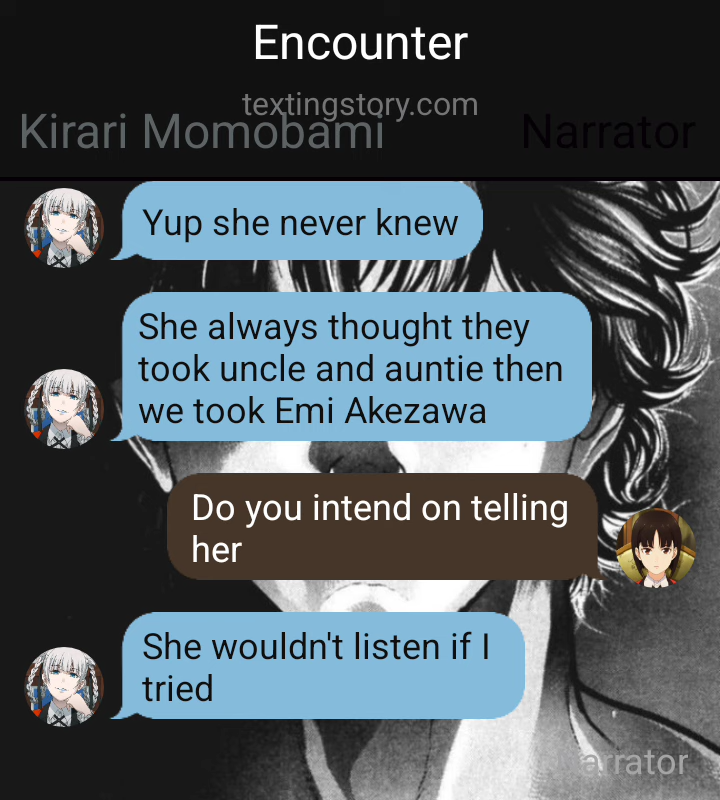 Encounter
textingstory.com
Kirari Momobami
Narrator
Yup she never knew
She always thought they
took uncle and auntie then
we took Emi Akezawa
Do you intend on telling
her
She wouldn't listen if I
tried
Narrator